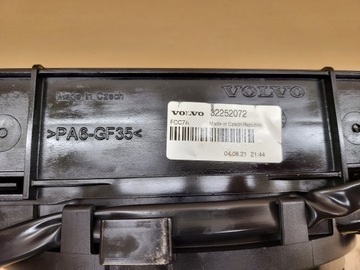 VOLVO
Made in Czech
>PA6-GF35<
VOLVO 32252072
FCC7A Made in Czech Republic
04.08.21 21:44